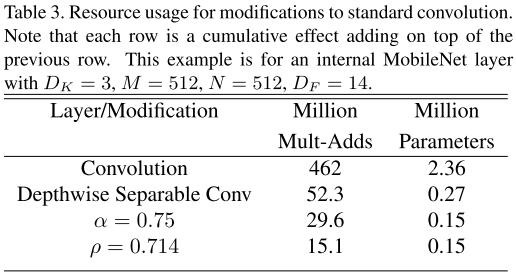 Table 3. Resource usage for modifications to standard convolution.
Note that each row is a cumulative effect adding on top of the
previous row. This example is for an internal MobileNet layer
with D_K = 3, M = 512, N = 512, D_F = 14.
Layer/Modification Million Million
Mult-Adds Parameters
Convolution 462 2.36
Depthwise Separable Conv 52.3 0.27
α = 0.75 29.6 0.15
ρ = 0.714 15.1 0.15